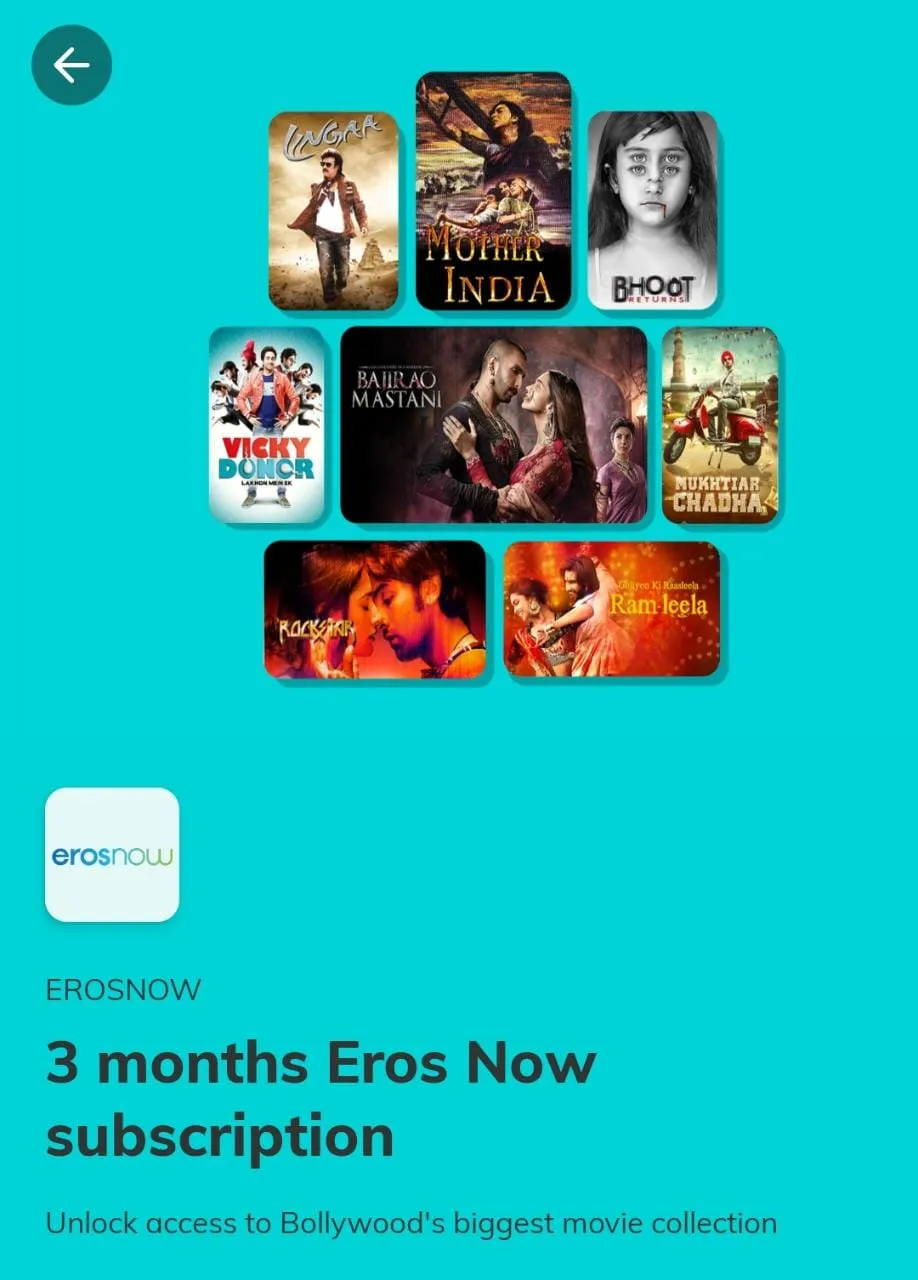 LINGAA
MOTHER
INDIA
BHOOT
RETURNS
BAJIRAO
MASTANI
VICKY
DONOR
LAKHON MEIN EK
MUKHTIAR
CHADHA
ROCKSTAR
Goliyon Ki Raasleela
Ram-leela
erosnow
EROSNOW
3 months Eros Now
subscription
Unlock access to Bollywood's biggest movie collection